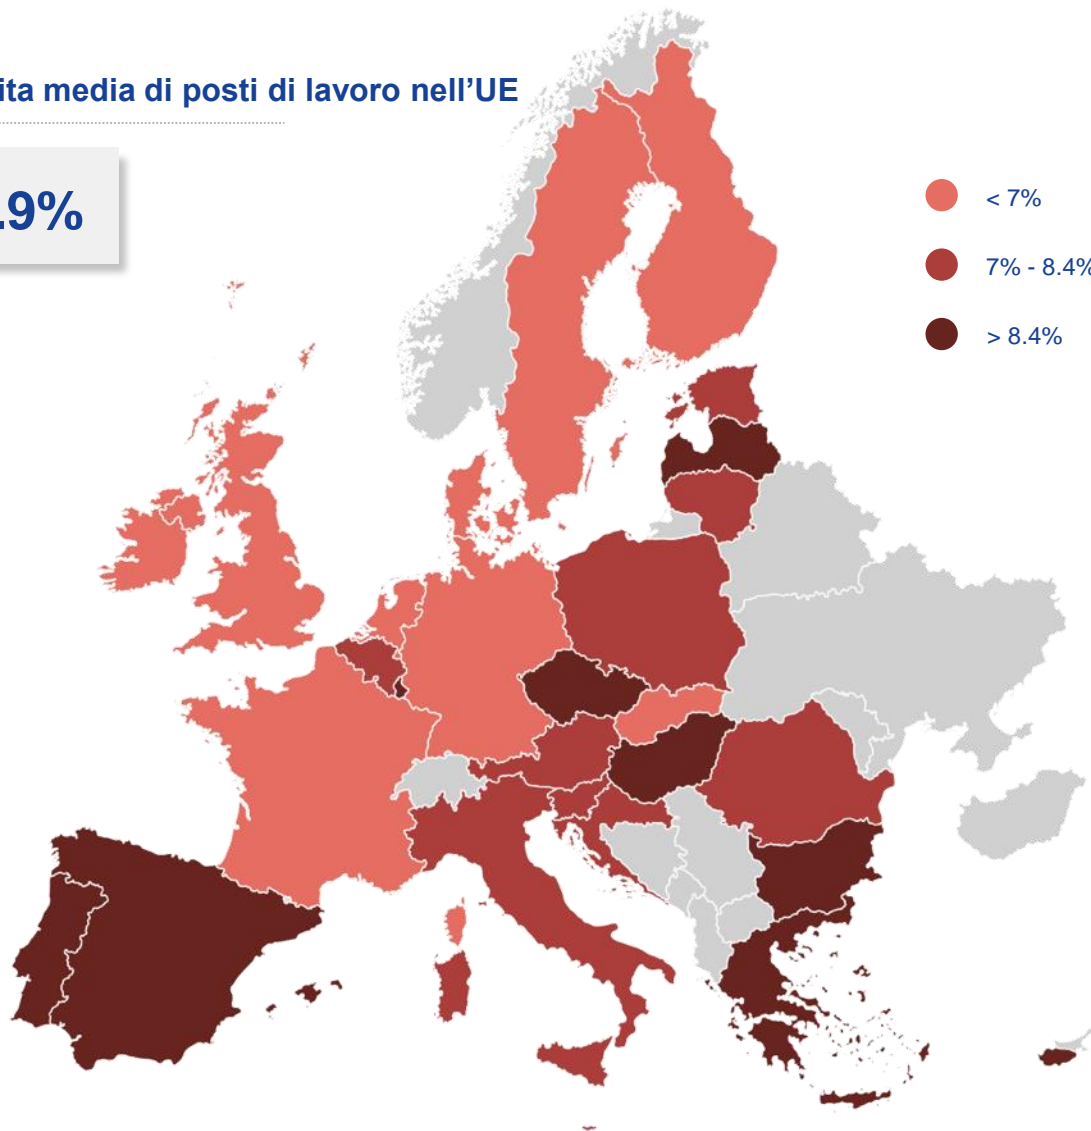 ita media di posti di lavoro nell'UE
.9%
< 7%
7% - 8.4%
> 8.4%